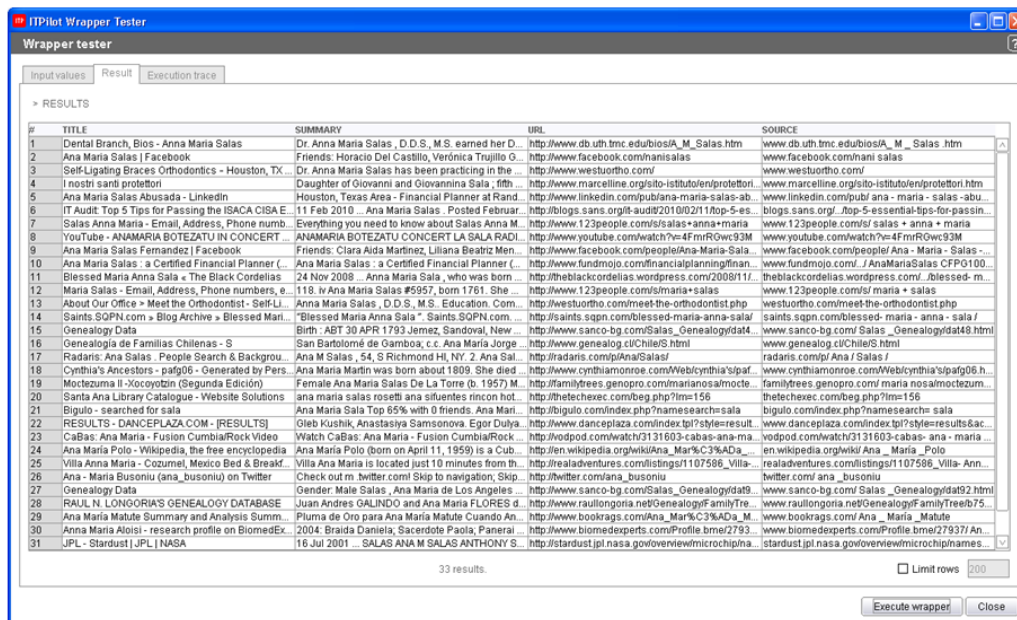 ITP ITPilot Wrapper Tester
Wrapper tester ?
Input values Result Execution trace
» RESULTS
# TITLE SUMMARY URL SOURCE
1 Dental Branch, Bios - Anna Maria Salas Dr. Anna Maria Salas , D.D.S., M.S. earned her D... http://www.db.uth.tmc.edu/bios/A_M_Salas.htm www.db.uth.tmc.edu/bios/A_ M _ Salas .htm
2 Ana Maria Salas | Facebook Friends: Horacio Del Castillo, Verónica Trujillo G... http://www.facebook.com/nanisalas www.facebook.com/nani salas
3 Self-Ligating Braces Orthodontics - Houston, TX ... Dr. Anna Maria Salas has been practicing in the ... http://www.westuortho.com/ www.westuortho.com/
4 I nostri santi protettori Daughter of Giovanni and Giovannina Sala ; fifth ... http://www.marcelline.org/sito-istituto/en/protettori... www.marcelline.org/sito-istituto/en/protettori.htm
5 Ana Maria Salas Abusada - LinkedIn Houston, Texas Area - Financial Planner at Rand... http://www.linkedin.com/pub/ana-maria-salas-ab... www.linkedin.com/pub/ ana - maria - salas -abu...
6 IT Audit: Top 5 Tips for Passing the ISACA CISA E... 11 Feb 2010 ... Ana Maria Salas . Posted Februar... http://blogs.sans.org/it-audit/2010/02/11/top-5-es... blogs.sans.org/.../top-5-essential-tips-for-passin...
7 Salas Anna Maria - Email, Address, Phone numb... Everything you need to know about Salas Anna M... http://www.123people.com/s/salas+anna+maria www.123people.com/s/ salas + anna + maria
8 YouTube - ANAMARIA BOTEZATU IN CONCERT ... ANAMARIA BOTEZATU CONCERT LA SALA RADI... http://www.youtube.com/watch?v=4FmrRGwc93M www.youtube.com/watch?v=4FmrRGwc93M
9 Ana Maria Salas Fernandez | Facebook Friends: Clara Aida Martinez, Liliana Beatriz Men... http://www.facebook.com/people/Ana-Maria-Sala... www.facebook.com/people/ Ana - Maria - Salas -...
10 Ana Maria Salas : a Certified Financial Planner (... Ana Maria Salas : a Certified Financial Planner (... http://www.fundmojo.com/financialplanning/finan... www.fundmojo.com/.../ AnaMariaSalas CFPG100...
11 Blessed Maria Anna Sala « The Black Cordelias 24 Nov 2008 ... Anna Maria Sala , who was born ... http://theblackcordelias.wordpress.com/2008/11/... theblackcordelias.wordpress.com/.../blessed- m...
12 Maria Salas - Email, Address, Phone numbers, e... 118. iv Ana Maria Salas #5957, born 1761. She ... http://www.123people.com/s/maria+salas www.123people.com/s/ maria + salas
13 About Our Office > Meet the Orthodontist - Self-Li... Anna Maria Salas , D.D.S., M.S.. Education. Com... http://westuortho.com/meet-the-orthodontist.php westuortho.com/meet-the-orthodontist.php
14 Saints.SQPN.com » Blog Archive » Blessed Mari... "Blessed Maria Anna Sala ". Saints.SQPN.com. ... http://saints.sqpn.com/blessed-maria-anna-sala/ saints.sqpn.com/blessed- maria - anna - sala /
15 Genealogy Data Birth : ABT 30 APR 1793 Jemez, Sandoval, New ... http://www.sanco-bg.com/Salas_Genealogy/dat4... www.sanco-bg.com/ Salas _Genealogy/dat48.html
16 Genealogía de Familias Chilenas - S San Bartolomé de Gamboa; c.c. Ana María Jorge ... http://www.genealog.cl/Chile/S.html www.genealog.cl/Chile/S.html
17 Radaris: Ana Salas . People Search & Backgrou... Ana M Salas , 54, S Richmond HI, NY. 2. Ana Sal... http://radaris.com/p/Ana/Salas/ radaris.com/p/ Ana / Salas /
18 Cynthia's Ancestors - pafg06 - Generated by Pers... Ana Maria Martin was born about 1809. She died ... http://www.cynthiamonroe.com/Web/cynthia's/paf... www.cynthiamonroe.com/Web/cynthia's/pafg06.h...
19 Moctezuma II -Xocoyotzin (Segunda Edición) Female Ana Maria Salas De La Torre (b. 1957) M... http://familytrees.genopro.com/marianosa/mocte... familytrees.genopro.com/ maria nosa/moctezum...
20 Santa Ana Library Catalogue - Website Solutions ana maria salas rosetti ana sifuentes rincon hot... http://thetechexec.com/beg.php?lm=156 thetechexec.com/beg.php?lm=156
21 Bigulo - searched for sala Ana Maria Sala Top 65% with 0 friends. Ana Mari... http://bigulo.com/index.php?namesearch=sala bigulo.com/index.php?namesearch= sala
22 RESULTS - DANCEPLAZA.COM - [RESULTS] Gleb Kushik, Anastasiya Samsonova. Egor Dulya... http://www.danceplaza.com/index.tpl?style=result... www.danceplaza.com/index.tpl?style=results&ac...
23 CaBas: Ana Maria - Fusion Cumbia/Rock Video Watch CaBas: Ana Maria - Fusion Cumbia/Rock ... http://vodpod.com/watch/3131603-cabas-ana-ma... vodpod.com/watch/3131603-cabas- ana - maria ...
24 Ana María Polo - Wikipedia, the free encyclopedia Ana María Polo (born on April 11, 1959) is a Cub... http://en.wikipedia.org/wiki/Ana_Mar%C3%ADa_... en.wikipedia.org/wiki/ Ana _ María _Polo
25 Villa Anna Maria - Cozumel, Mexico Bed & Breakf... Villa Ana Maria is located just 10 minutes from th... http://realadventures.com/listings/1107586_Villa-... realadventures.com/listings/1107586_Villa- Ann...
26 Ana - Maria Busoniu (ana_busoniu) on Twitter Check out m .twitter.com! Skip to navigation; Skip... http://twitter.com/ana_busoniu twitter.com/ ana _busoniu
27 Genealogy Data Gender: Male Salas , Ana Maria de Los Angeles ... http://www.sanco-bg.com/Salas_Genealogy/dat9... www.sanco-bg.com/ Salas _Genealogy/dat92.html
28 RAUL N. LONGORIA'S GENEALOGY DATABASE Juan Andres GALINDO and Ana Maria FLORES d... http://www.raullongoria.net/Genealogy/FamilyTre... www.raullongoria.net/Genealogy/FamilyTree/b75...
29 Ana María Matute Summary and Analysis Summ... Pluma de Oro para Ana María Matute Cuando An... http://www.bookrags.com/Ana_Mar%C3%ADa_M... www.bookrags.com/ Ana _ María _Matute
30 Anna Maria Aloisi - research profile on BiomedEx... 2004: Braida Daniela; Sacerdote Paola; Panerai ... http://www.biomedexperts.com/Profile.bme/2793... www.biomedexperts.com/Profile.bme/27937/ An...
31 JPL - Stardust | JPL | NASA 16 Jul 2001 ... SALAS ANA M SALAS ANTHONY S... http://stardust.jpl.nasa.gov/overview/microchip/na... stardust.jpl.nasa.gov/overview/microchip/names...
33 results. Limit rows 200
Execute wrapper Close